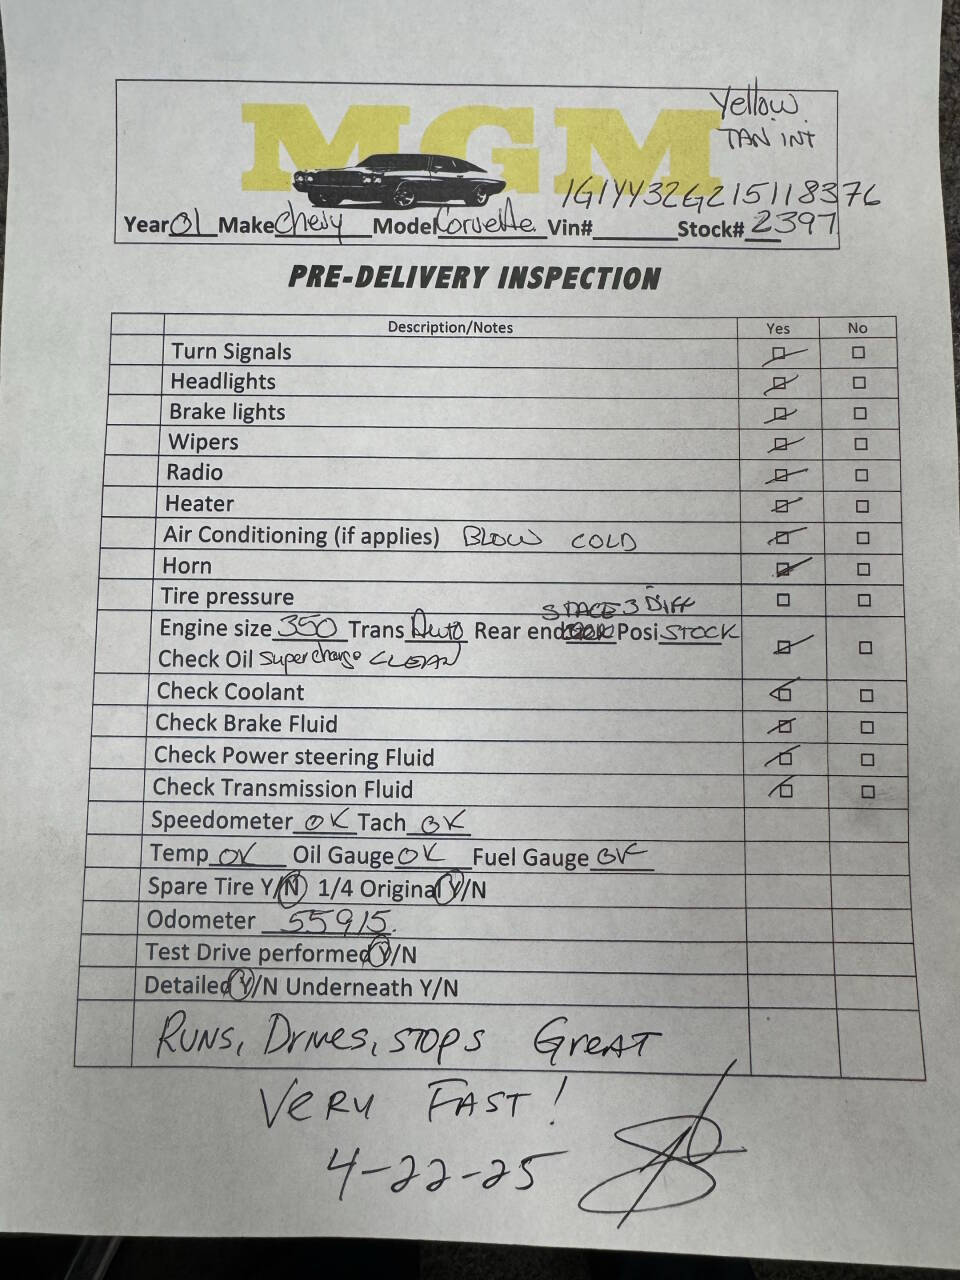 Yellow
TAN INT
MGM
1G1YY32G215118376
Year 01 Make Chevy Model Corvette Vin# Stock# 2397
PRE-DELIVERY INSPECTION
Description/Notes Yes No
Turn Signals
Headlights
Brake lights
Wipers
Radio
Heater
Air Conditioning (if applies) BLOW COLD
Horn
Tire pressure
STAGE 3 DIFF
Engine size 350 Trans Auto Rear end Posi STOCK
Check Oil Supercharge CLEAN
Check Coolant
Check Brake Fluid
Check Power steering Fluid
Check Transmission Fluid
Speedometer OK Tach OK
Temp OK Oil Gauge OK Fuel Gauge OK
Spare Tire Y/N 1/4 Original Y/N
Odometer 55915.
Test Drive performed Y/N
Detailed Y/N Underneath Y/N
RUNS, Drives, STOPS GreAT
VERY FAST!
4-22-25